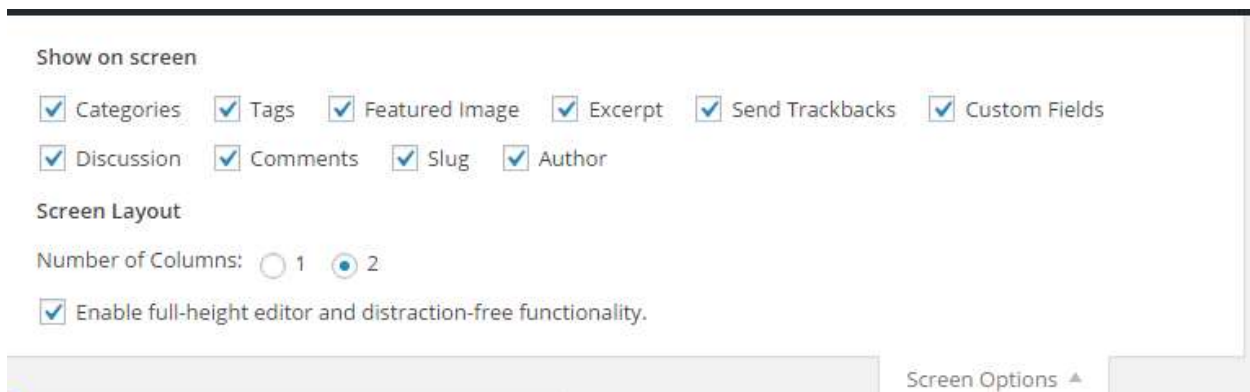 Show on screen
Categories Tags Featured Image Excerpt Send Trackbacks Custom Fields
Discussion Comments Slug Author
Screen Layout
Number of Columns: 1 2
Enable full-height editor and distraction-free functionality.
Screen Options